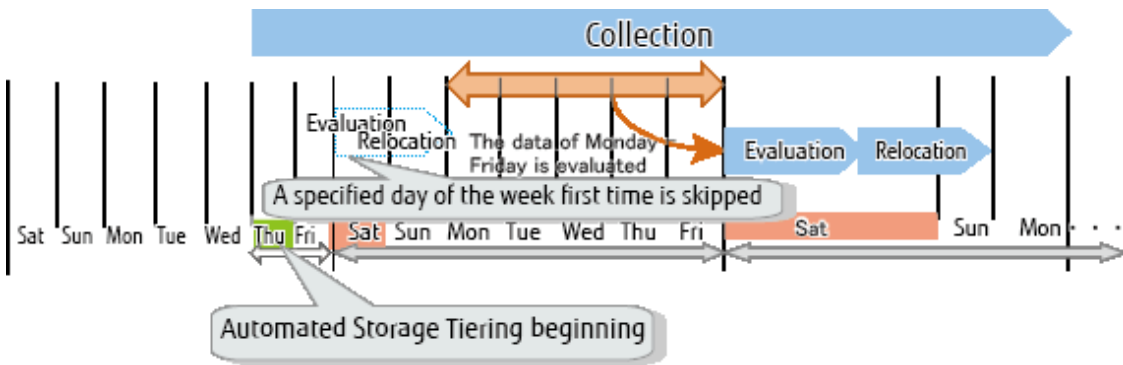 Collection
Evaluation
Relocation
The data of Monday -
Friday is evaluated
Evaluation
Relocation
A specified day of the week first time is skipped
Sat Sun Mon Tue Wed Thu Fri Sat Sun Mon Tue Wed Thu Fri Sat Sun Mon · · ·
Automated Storage Tiering beginning